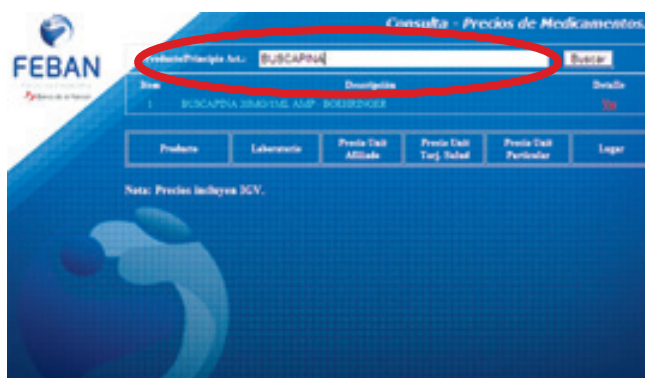 Consulta - Precios de Medicamentos.
FEBAN
Producto/Principio Act.: BUSCAPINA Buscar
Item Descripción Detalle
1 BUSCAPINA 20MG/1ML AMP - BOEHRINGER Ver
Producto Laboratorio Precio Unit Afiliado Precio Unit Tarj. Salud Precio Unit Particular Lugar
Nota: Precios incluyen IGV.